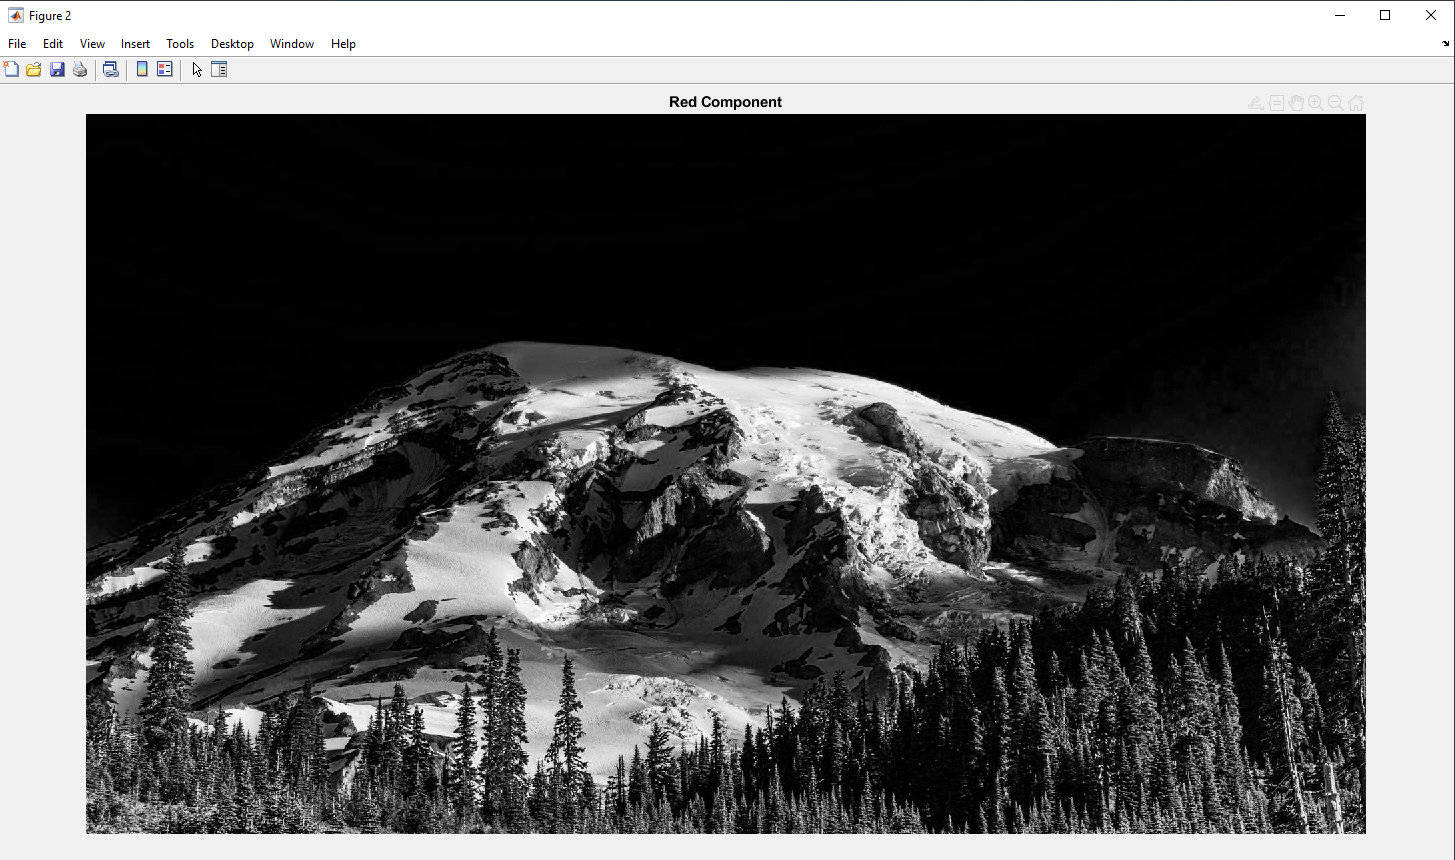 Figure 2
File Edit View Insert Tools Desktop Window Help
Red Component